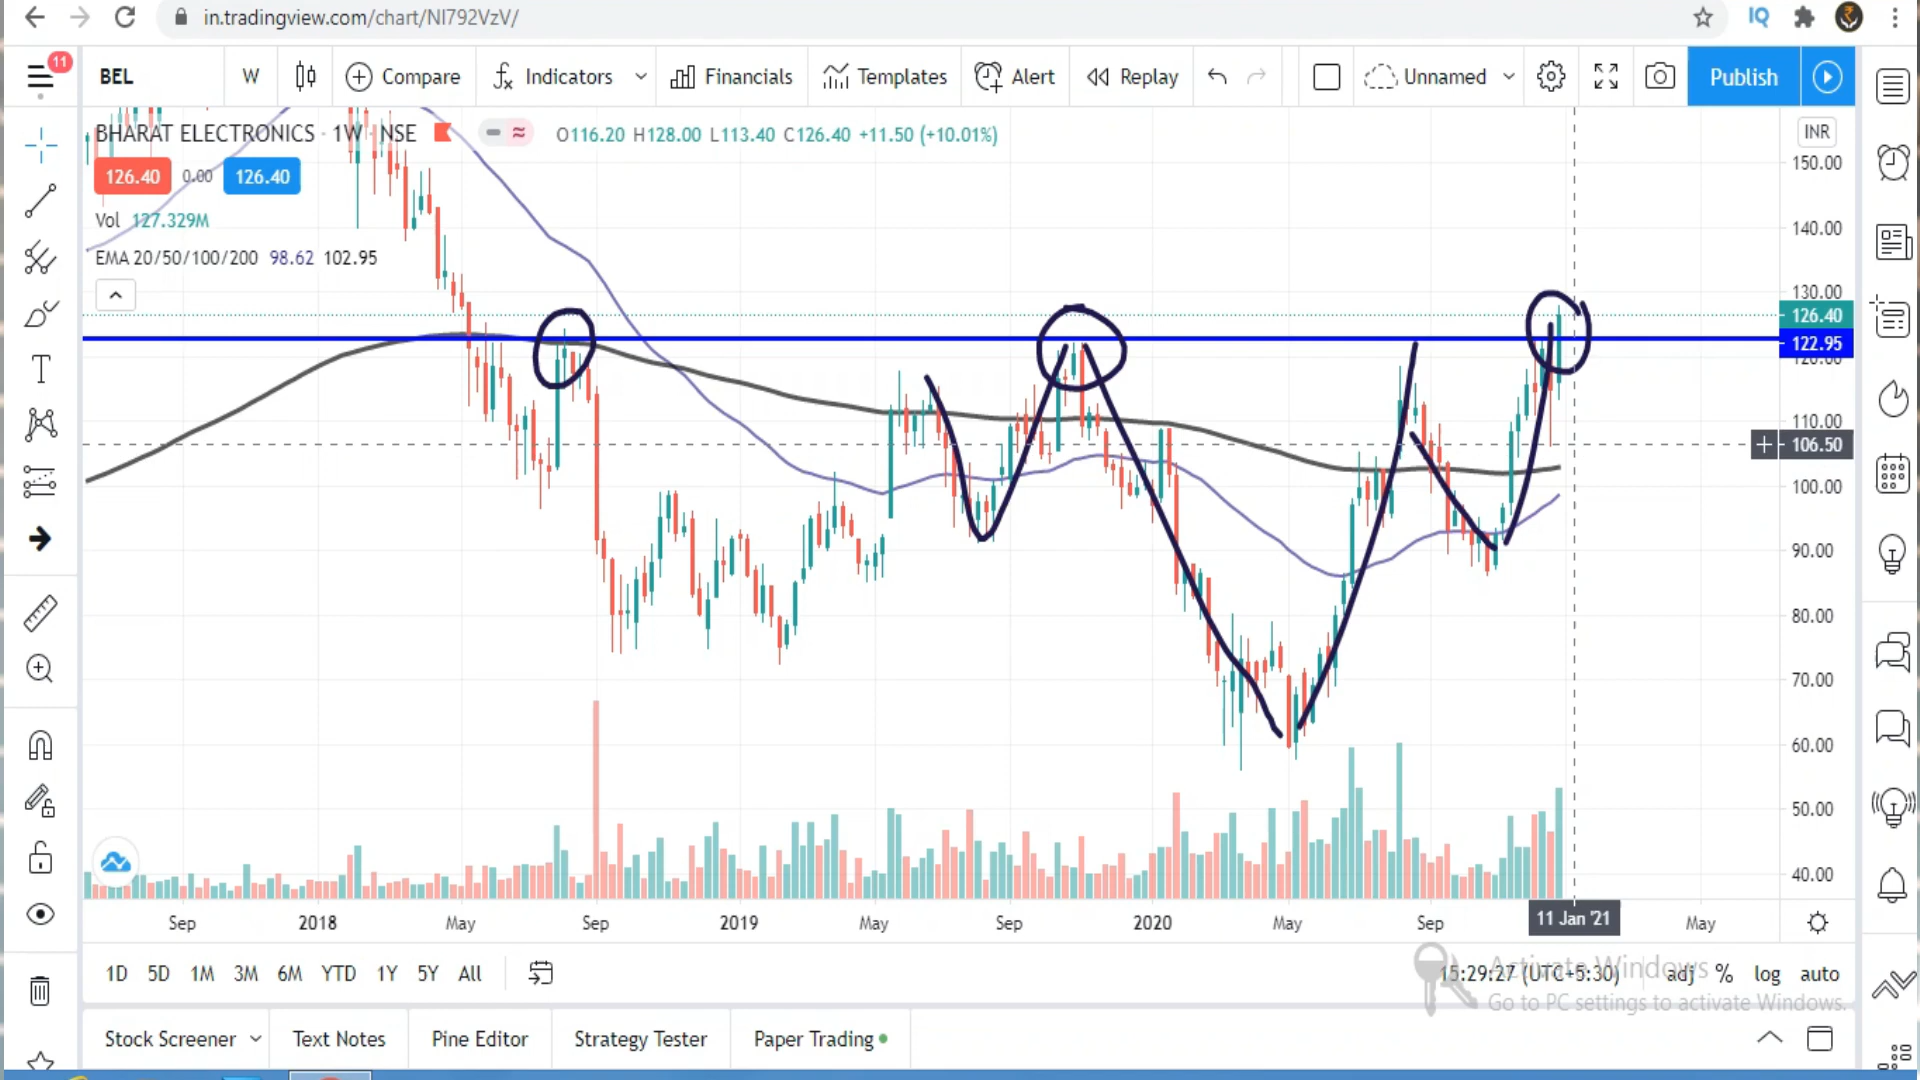 in.tradingview.com/chart/NI792VzV/
IQ
11
BEL W Compare Indicators Financials Templates Alert Replay Unnamed Publish
BHARAT ELECTRONICS · 1W · NSE O116.20 H128.00 L113.40 C126.40 +11.50 (+10.01%) INR
126.40 0.00 126.40
Vol 127.329M
EMA 20/50/100/200 98.62 102.95
150.00
140.00
130.00
126.40
122.95
120.00
110.00
106.50
100.00
90.00
80.00
70.00
60.00
50.00
40.00
Sep 2018 May Sep 2019 May Sep 2020 May Sep 11 Jan '21 May
1D 5D 1M 3M 6M YTD 1Y 5Y All 15:29:27 (UTC+5:30) adj % log auto
Activate Windows
Go to PC settings to activate Windows.
Stock Screener Text Notes Pine Editor Strategy Tester Paper Trading